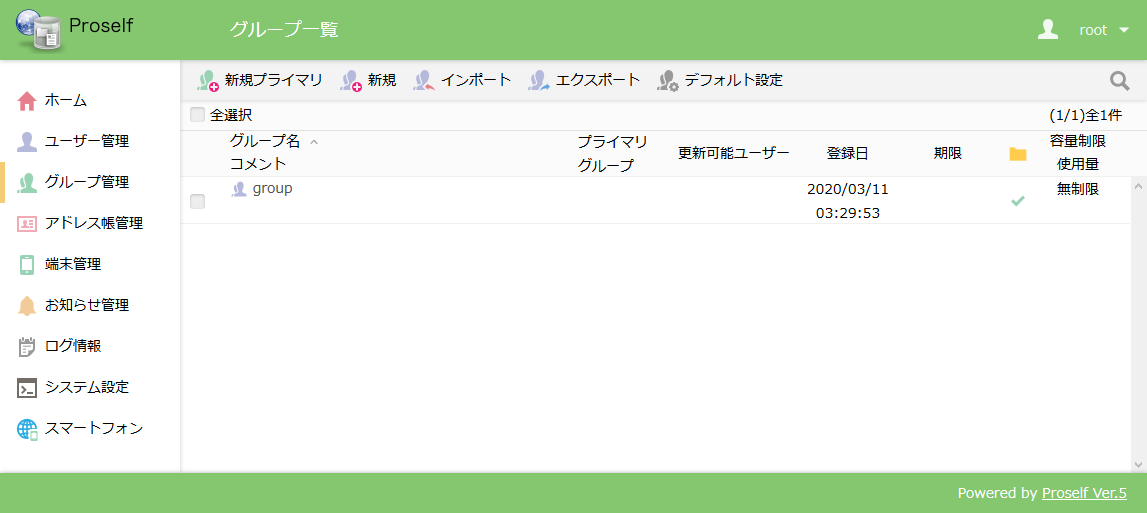 Proself
グループ一覧
root
新規プライマリ 新規 インポート エクスポート デフォルト設定
全選択
(1/1)全1件
グループ名
コメント
プライマリ
グループ
更新可能ユーザー
登録日
期限
容量制限
使用量
group
2020/03/11
03:29:53
無制限
ホーム
ユーザー管理
グループ管理
アドレス帳管理
端末管理
お知らせ管理
ログ情報
システム設定
スマートフォン
Powered by Proself Ver.5